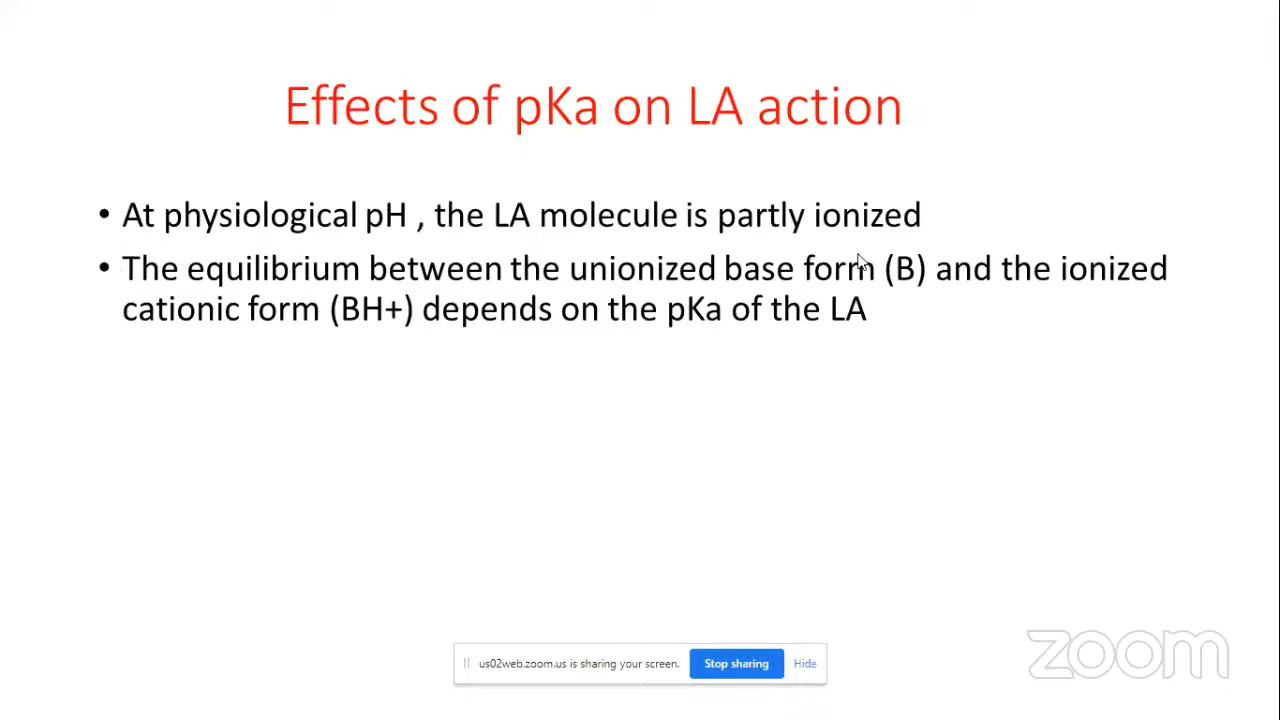 Effects of pKa on LA action
• At physiological pH , the LA molecule is partly ionized
• The equilibrium between the unionized base form (B) and the ionized
cationic form (BH+) depends on the pKa of the LA
us02web.zoom.us is sharing your screen. Stop sharing Hide
zoom